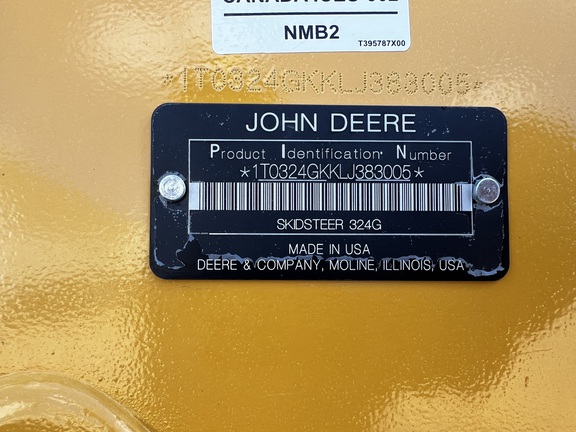 NMB2
T395787X00
*1T0324GKKLJ383005*
JOHN DEERE
Product Identification Number
*1T0324GKKLJ383005*
SKIDSTEER 324G
MADE IN USA
DEERE & COMPANY, MOLINE, ILLINOIS, USA